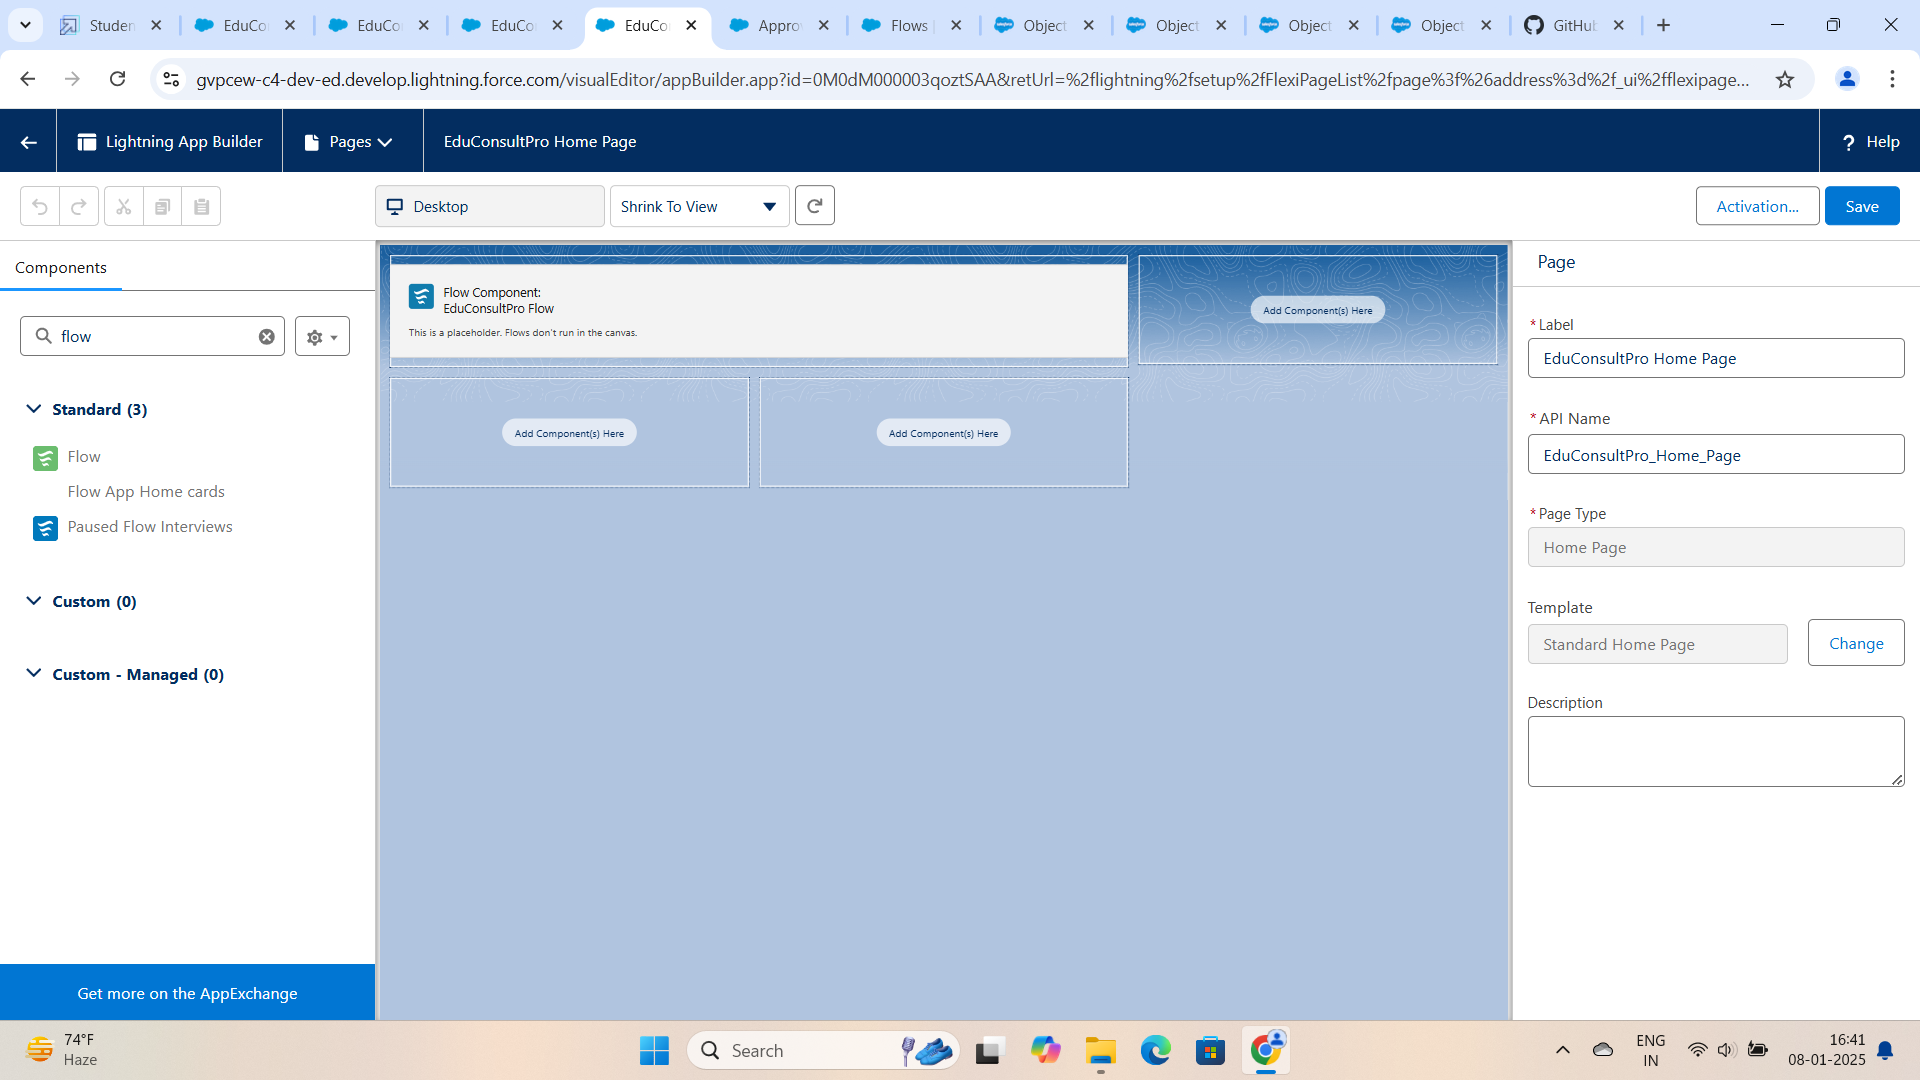 Studen
EduCo
EduCo
EduCo
EduCo
Approv
Flows |
Object
Object
Object
Object
GitHub
gvpcew-c4-dev-ed.develop.lightning.force.com/visualEditor/appBuilder.app?id=0M0dM000003qoztSAA&retUrl=%2flightning%2fsetup%2fFlexiPageList%2fpage%3f%26address%3d%2f_ui%2fflexipage...
Lightning App Builder
Pages
EduConsultPro Home Page
? Help
Desktop
Shrink To View
Activation...
Save
Components
flow
Standard (3)
Flow
Flow App Home cards
Paused Flow Interviews
Custom (0)
Custom - Managed (0)
Get more on the AppExchange
Flow Component:
EduConsultPro Flow
This is a placeholder. Flows don't run in the canvas.
Add Component(s) Here
Add Component(s) Here
Add Component(s) Here
Page
*Label
EduConsultPro Home Page
*API Name
EduConsultPro_Home_Page
*Page Type
Home Page
Template
Standard Home Page
Change
Description
74°F
Haze
Search
ENG
IN
16:41
08-01-2025